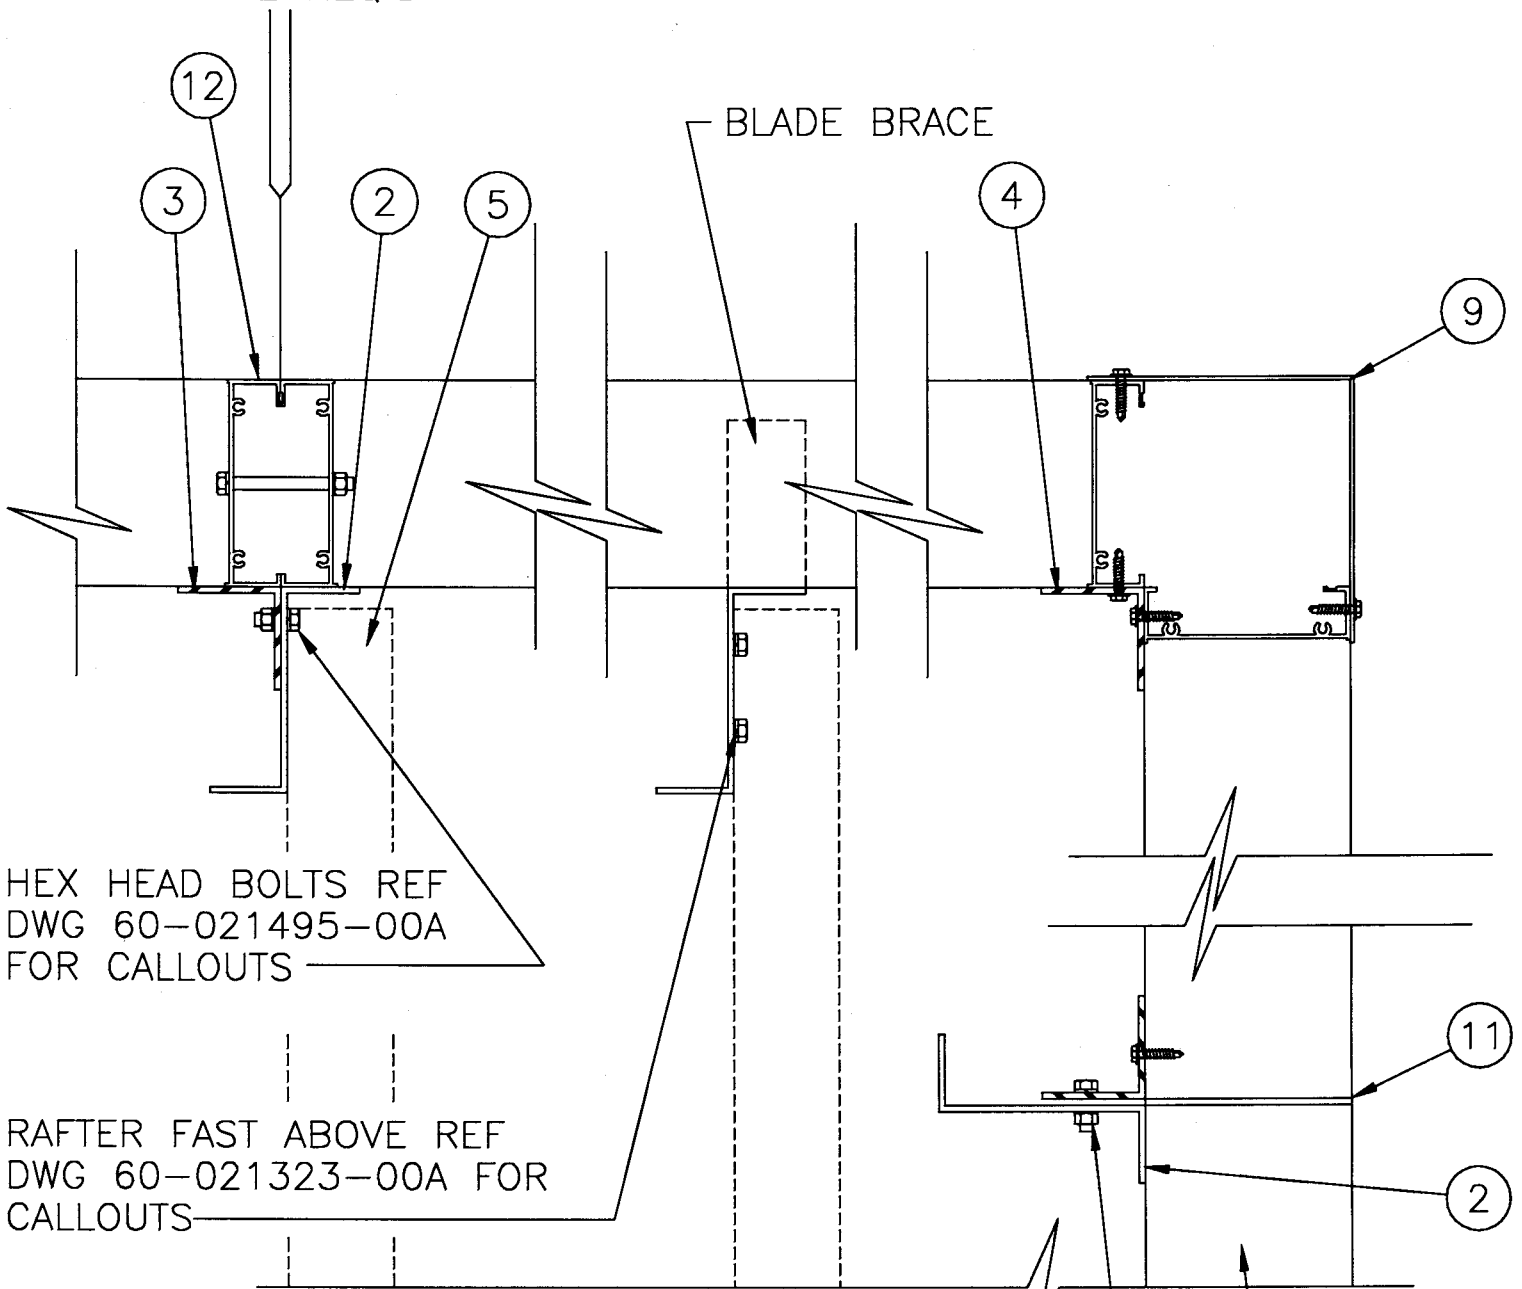 12
BLADE BRACE
3
2
5
4
9
HEX HEAD BOLTS REF
DWG 60-021495-00A
FOR CALLOUTS
11
RAFTER FAST ABOVE REF
DWG 60-021323-00A FOR
CALLOUTS
2